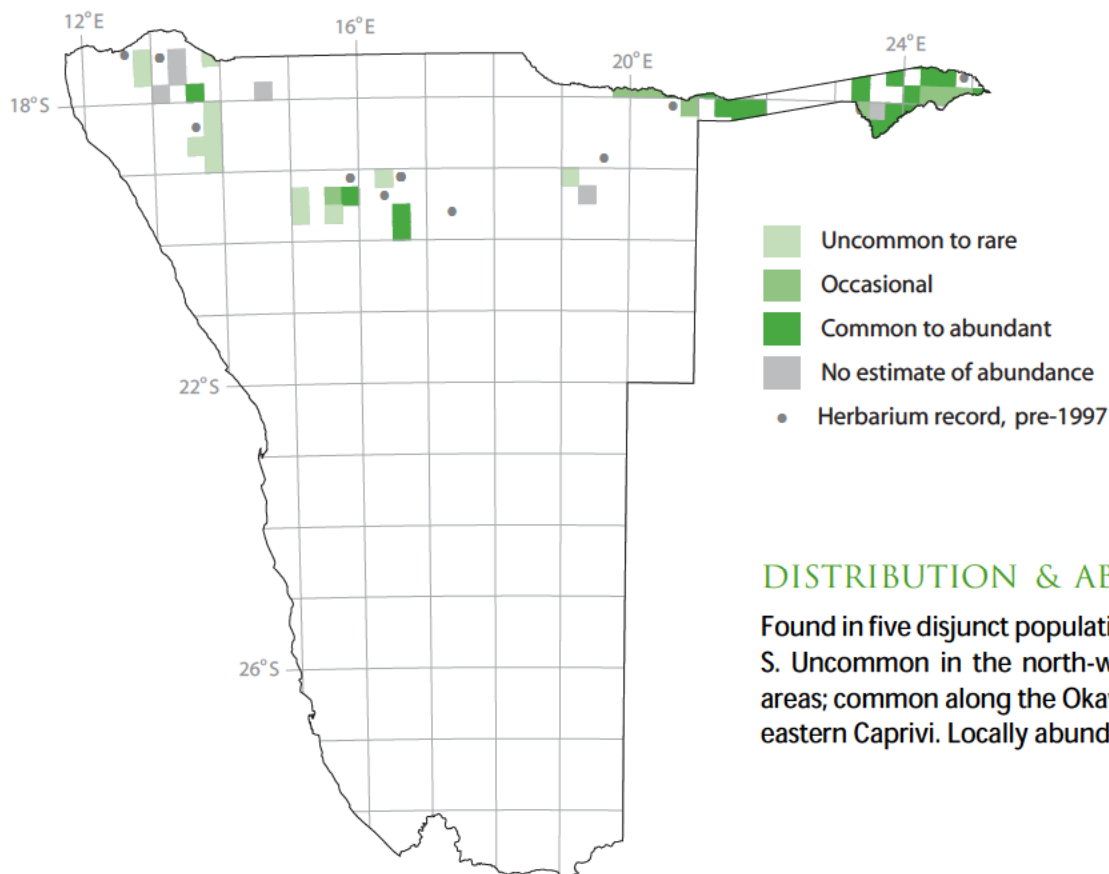 12°E
16°E
20°E
24°E
18°S
22°S
26°S
Uncommon to rare
Occasional
Common to abundant
No estimate of abundance
Herbarium record, pre-1997
DISTRIBUTION & AB
Found in five disjunct populati
S. Uncommon in the north-w
areas; common along the Oka
eastern Caprivi. Locally abund